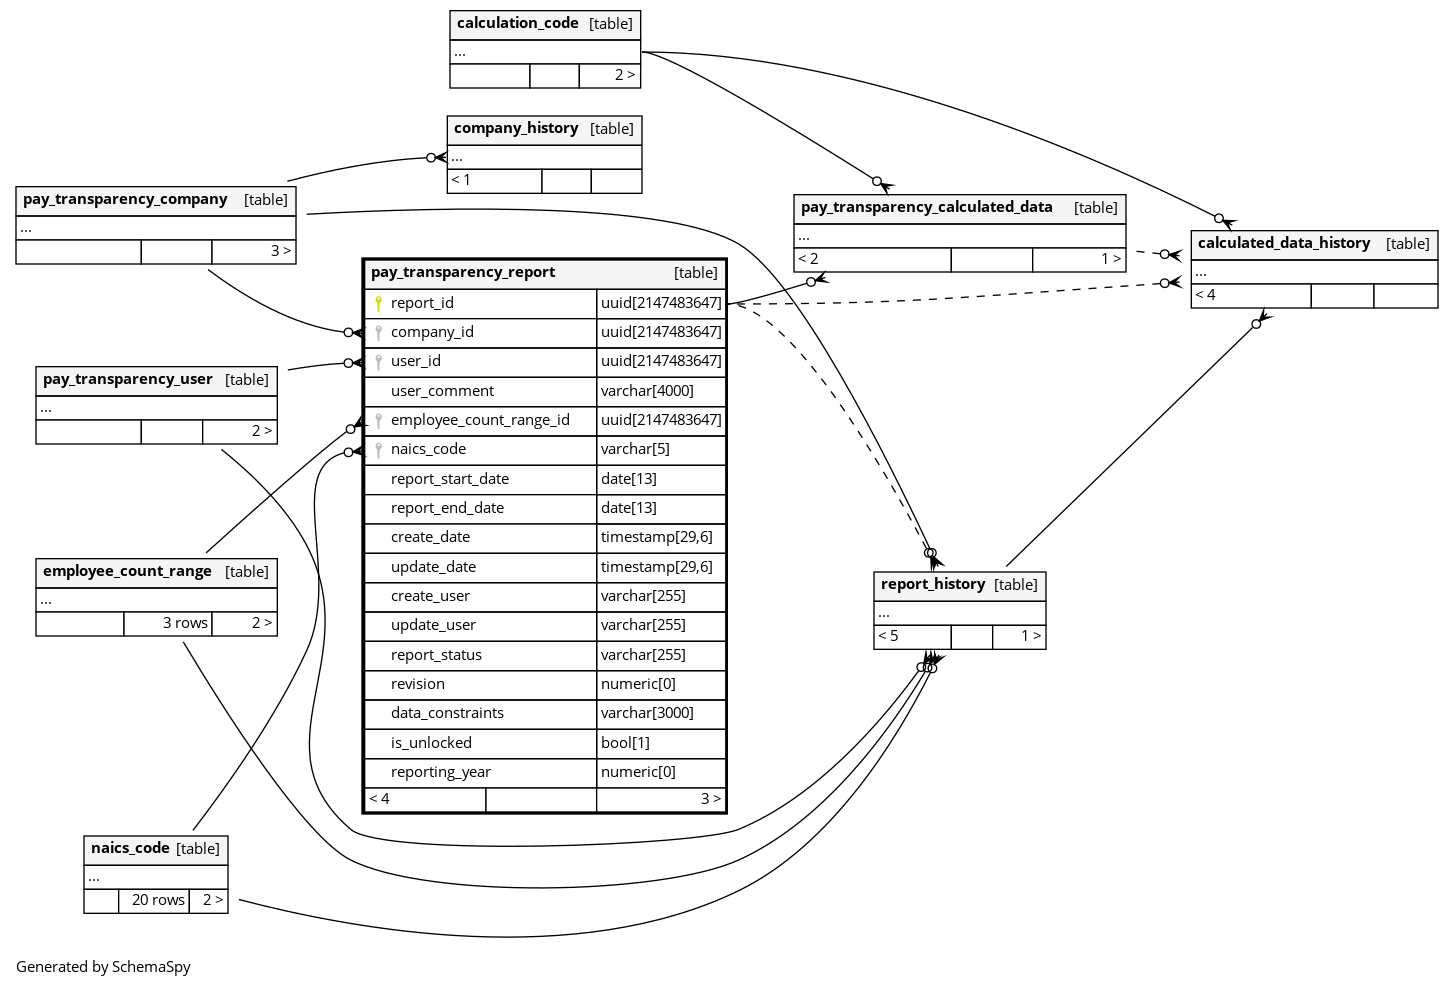 calculation_code [table]
...
2 >
company_history [table]
...
< 1
pay_transparency_company [table]
...
3 >
pay_transparency_calculated_data [table]
...
< 2 1 >
calculated_data_history [table]
...
< 4
pay_transparency_report [table]
report_id uuid[2147483647]
company_id uuid[2147483647]
user_id uuid[2147483647]
user_comment varchar[4000]
employee_count_range_id uuid[2147483647]
naics_code varchar[5]
report_start_date date[13]
report_end_date date[13]
create_date timestamp[29,6]
update_date timestamp[29,6]
create_user varchar[255]
update_user varchar[255]
report_status varchar[255]
revision numeric[0]
data_constraints varchar[3000]
is_unlocked bool[1]
reporting_year numeric[0]
< 4 3 >
pay_transparency_user [table]
...
2 >
employee_count_range [table]
...
3 rows 2 >
report_history [table]
...
< 5 1 >
naics_code [table]
...
20 rows 2 >
Generated by SchemaSpy